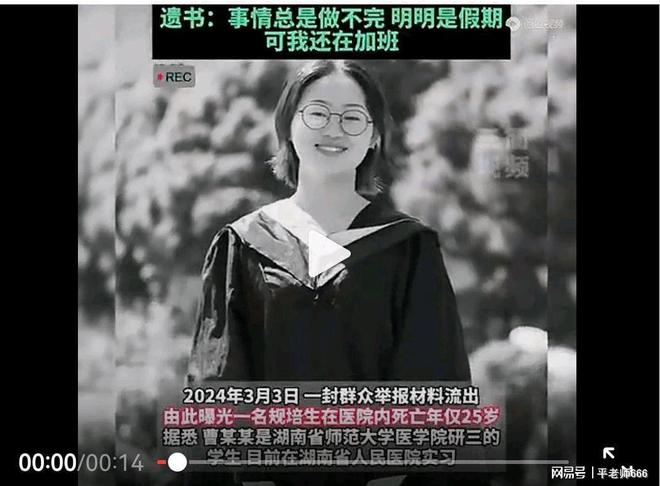 遗书：事情总是做不完 明明是假期
可我还在加班
REC
2024年3月3日 一封群众举报材料流出
由此曝光一名规培生在医院内死亡年仅25岁
据悉 曹某某是湖南省师范大学医学院研三的
学生 目前在湖南省人民医院实习
00:00/00:14
网易号 | 平老师666